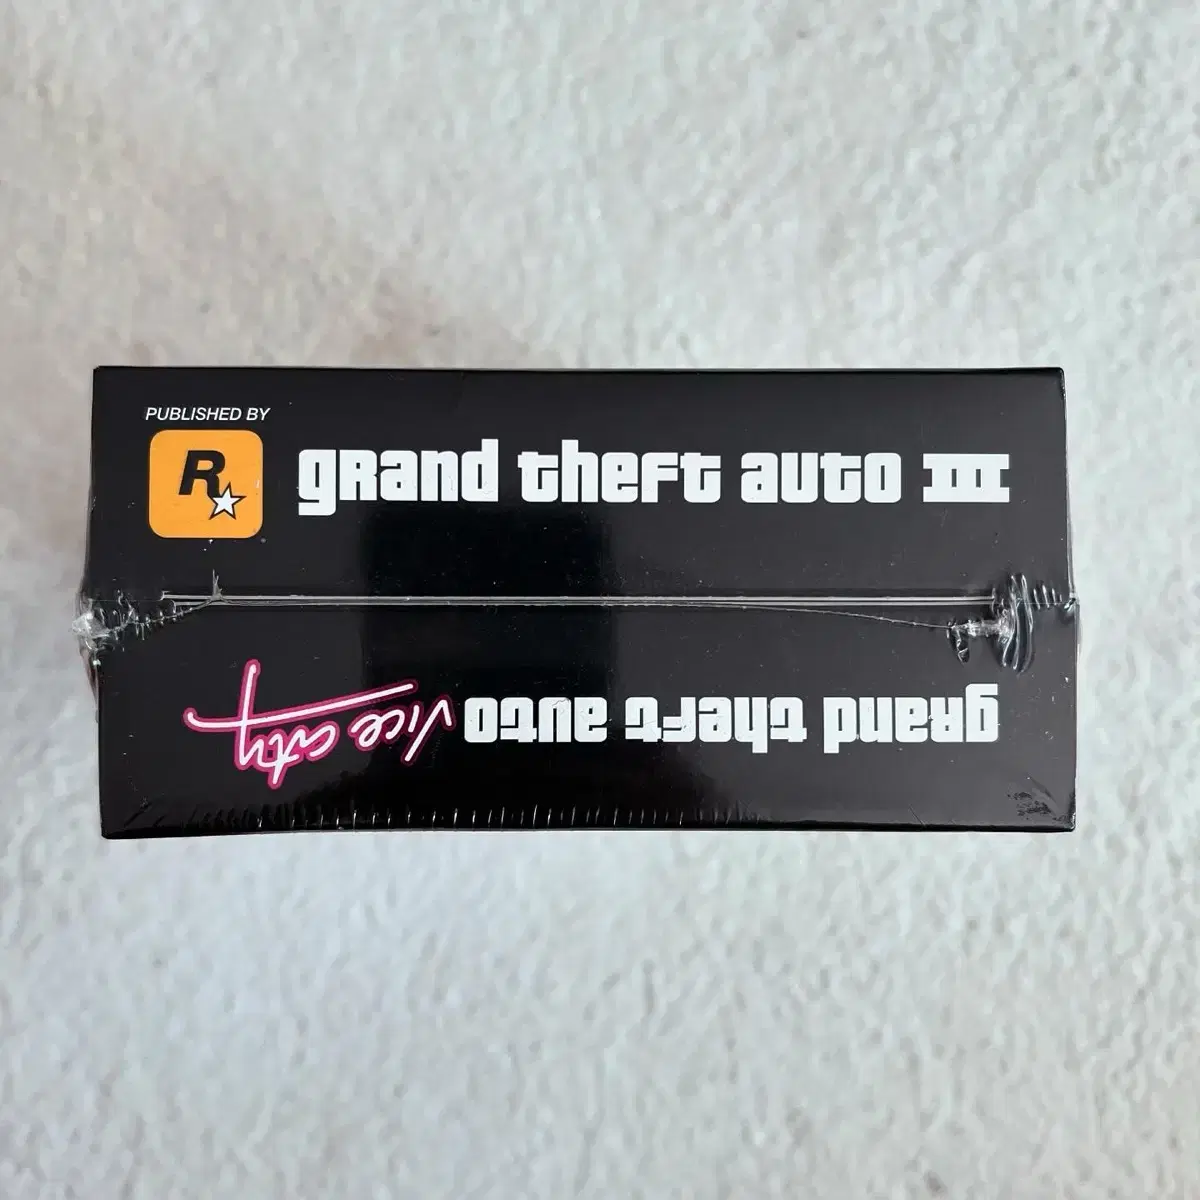 PUBLISHED BY
R
grand theft auto III
grand theft auto Vice City